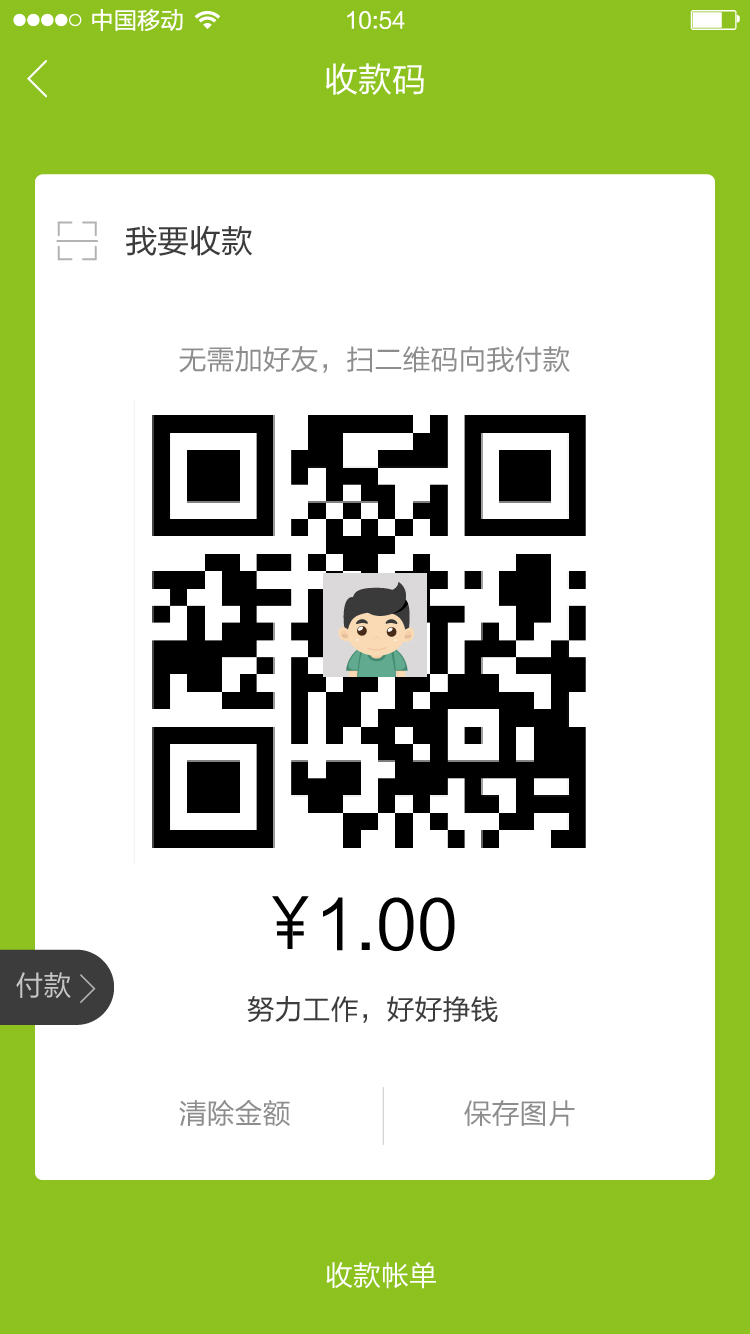 中国移动 10:54
收款码
我要收款
无需加好友，扫二维码向我付款
¥1.00
付款
努力工作，好好挣钱
清除金额 保存图片
收款帐单